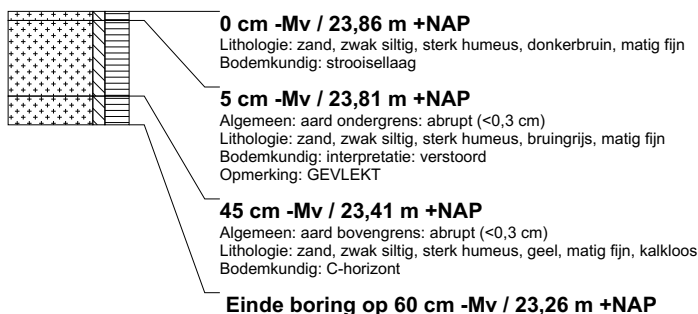 0 cm -Mv / 23,86 m +NAP
Lithologie: zand, zwak siltig, sterk humeus, donkerbruin, matig fijn
Bodemkundig: strooisellaag
5 cm -Mv / 23,81 m +NAP
Algemeen: aard ondergrens: abrupt (<0,3 cm)
Lithologie: zand, zwak siltig, sterk humeus, bruingrijs, matig fijn
Bodemkundig: interpretatie: verstoord
Opmerking: GEVLEKT
45 cm -Mv / 23,41 m +NAP
Algemeen: aard bovengrens: abrupt (<0,3 cm)
Lithologie: zand, zwak siltig, sterk humeus, geel, matig fijn, kalkloos
Bodemkundig: C-horizont
Einde boring op 60 cm -Mv / 23,26 m +NAP